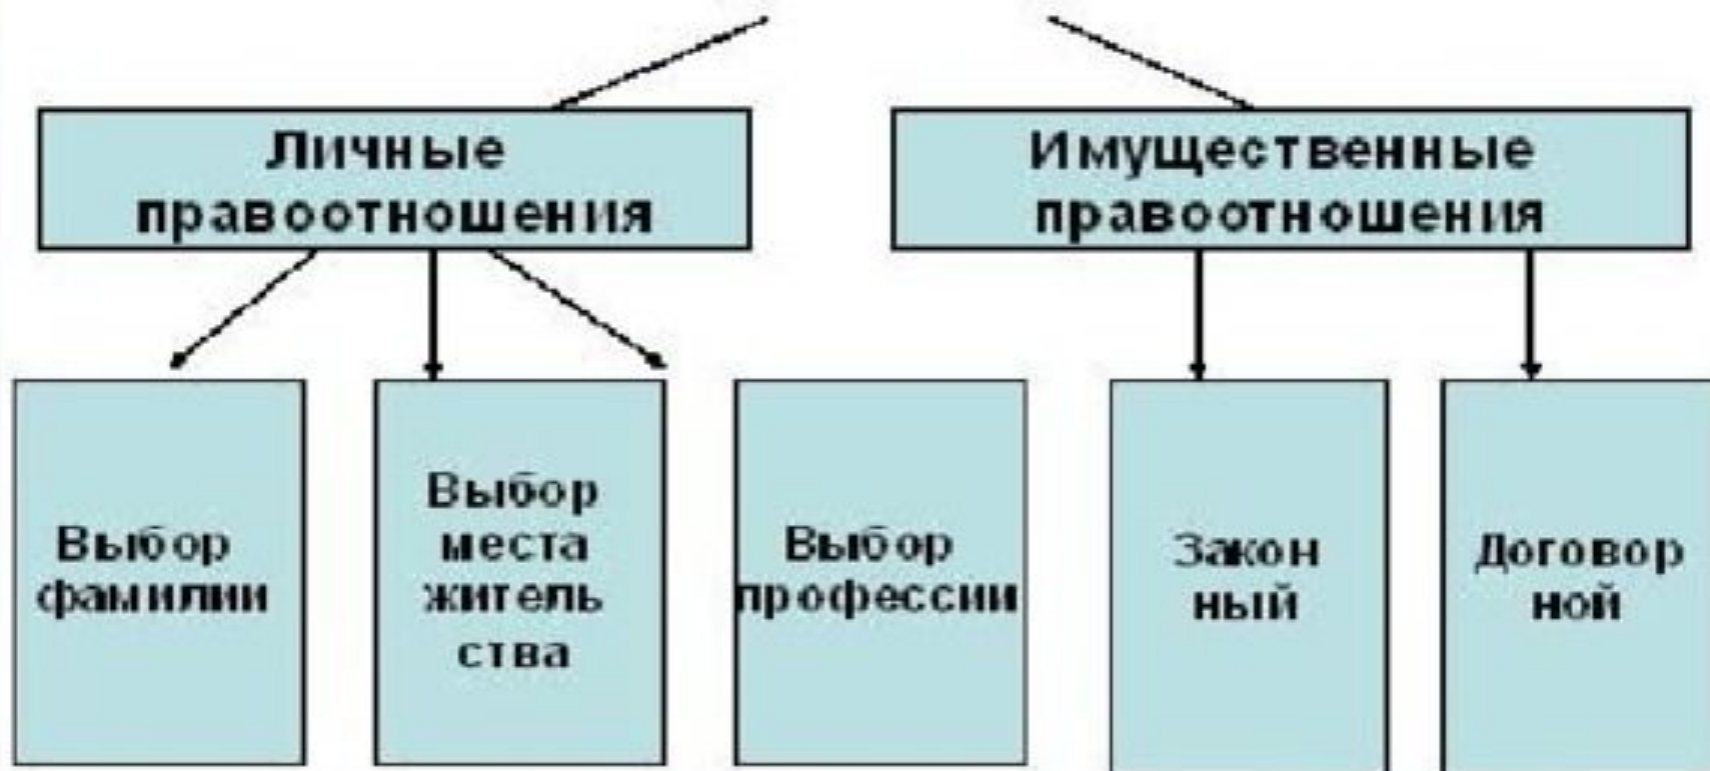 Личные
правоотношения
Имущественные
правоотношения
Выбор
фамилии
Выбор
места
житель
ства
Выбор
профессии
Закон
ный
Договор
ной